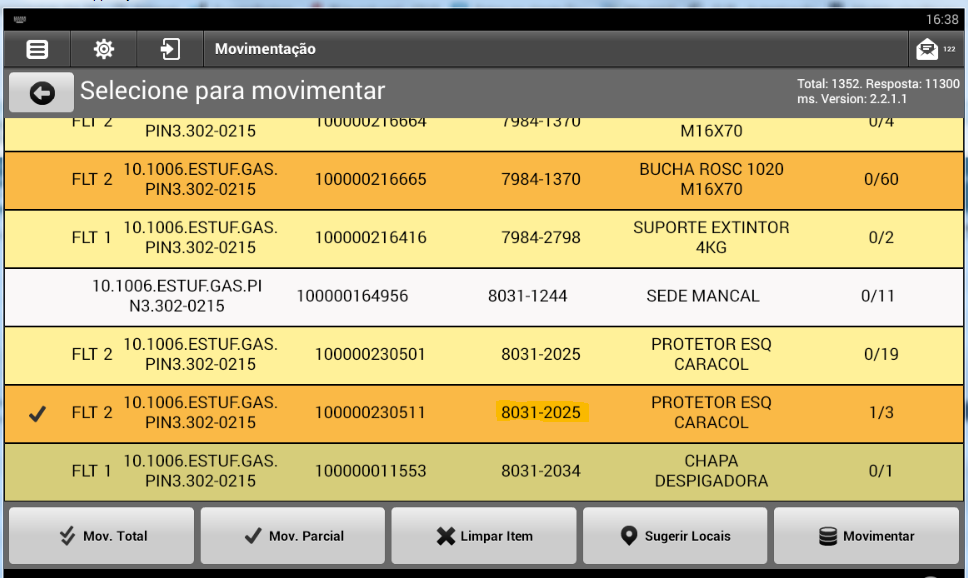 16:38
Movimentação
122
Selecione para movimentar
Total: 1352. Resposta: 11300
ms. Version: 2.2.1.1
FLT 2 PIN3.302-0215 100000216664 7984-1370 M16X70 0/4
FLT 2 10.1006.ESTUF.GAS. 100000216665 7984-1370 BUCHA ROSC 1020 0/60
PIN3.302-0215 M16X70
FLT 1 10.1006.ESTUF.GAS. 100000216416 7984-2798 SUPORTE EXTINTOR 0/2
PIN3.302-0215 4KG
10.1006.ESTUF.GAS.PI 100000164956 8031-1244 SEDE MANCAL 0/11
N3.302-0215
FLT 2 10.1006.ESTUF.GAS. 100000230501 8031-2025 PROTETOR ESQ 0/19
PIN3.302-0215 CARACOL
FLT 2 10.1006.ESTUF.GAS. 100000230511 8031-2025 PROTETOR ESQ 1/3
PIN3.302-0215 CARACOL
FLT 1 10.1006.ESTUF.GAS. 100000011553 8031-2034 CHAPA 0/1
PIN3.302-0215 DESPIGADORA
Mov. Total Mov. Parcial Limpar Item Sugerir Locais Movimentar